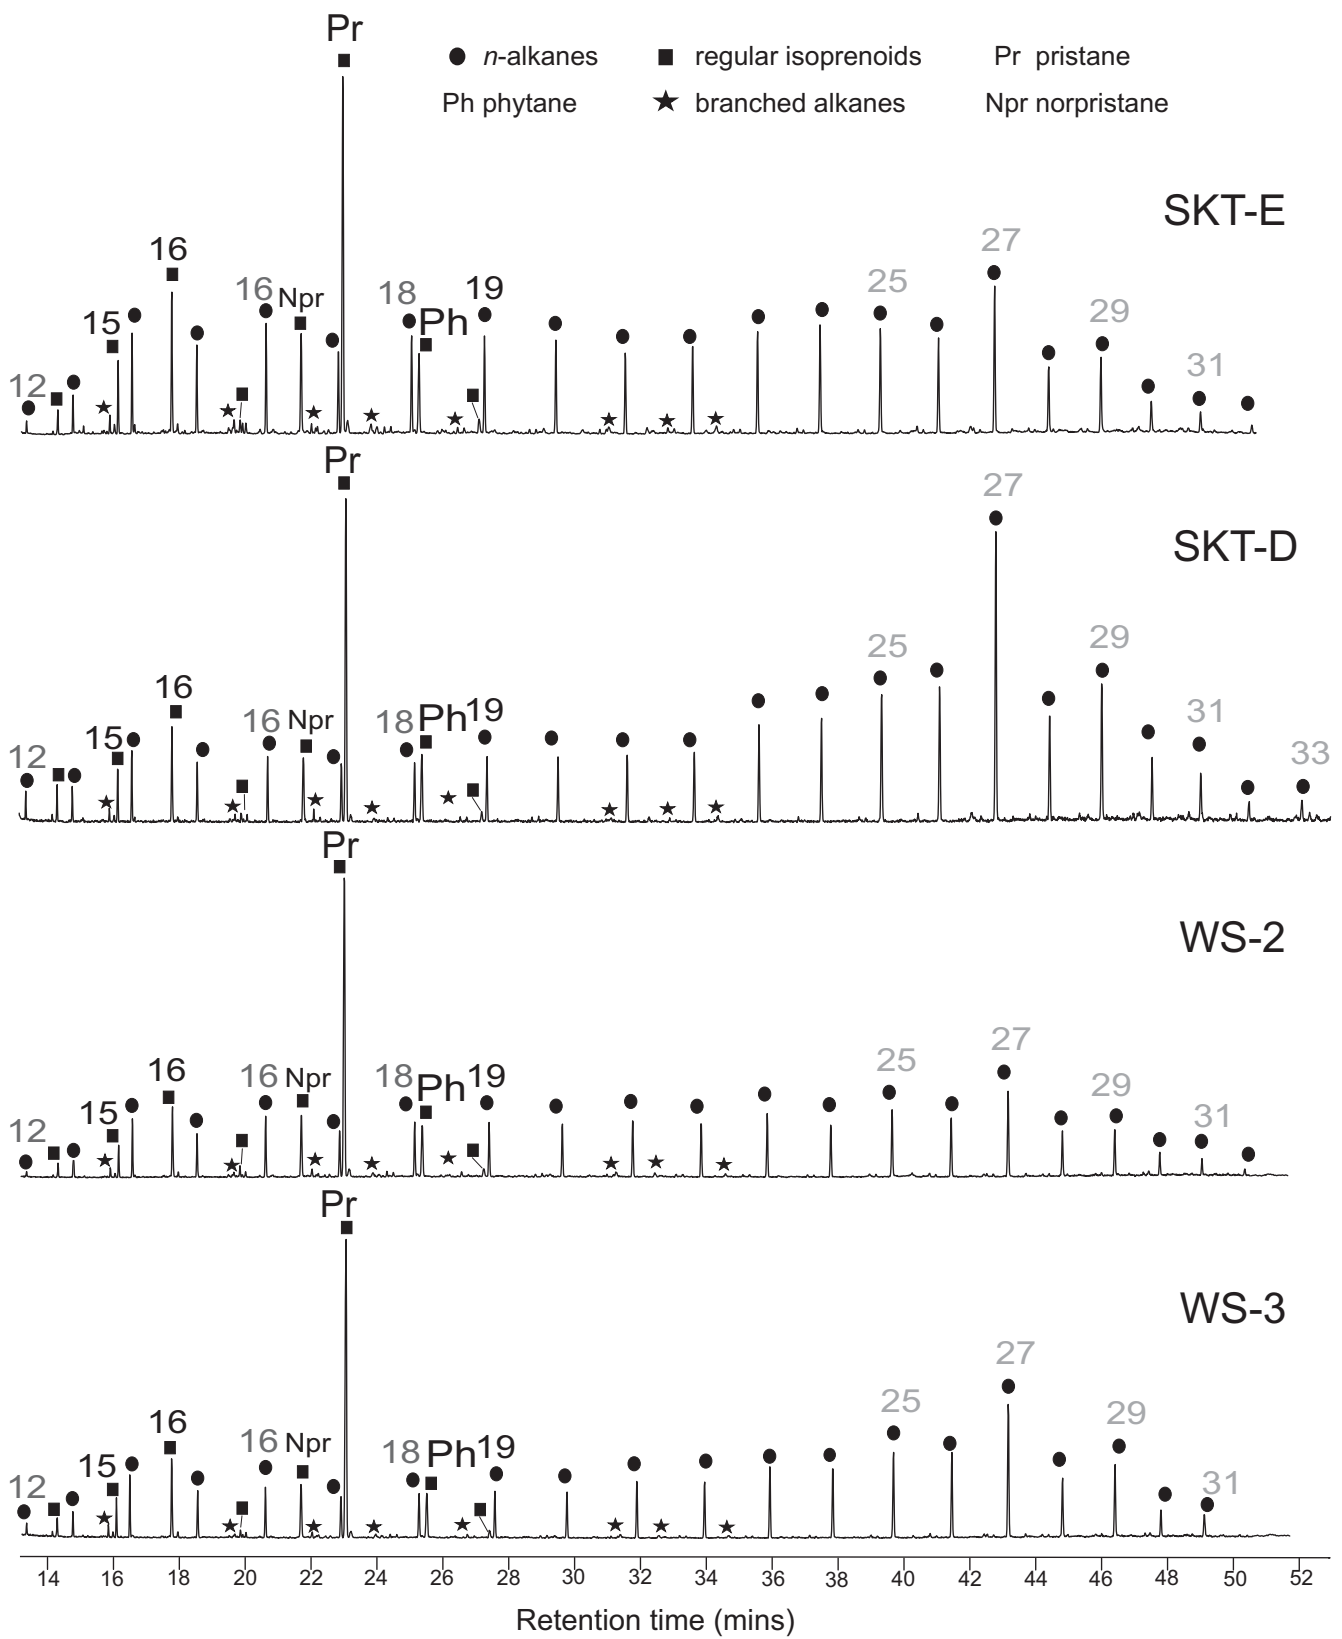 Pr
n-alkanes regular isoprenoids Pr pristane
Ph phytane branched alkanes Npr norpristane
SKT-E
12 15 16 16 Npr 18 Ph 19 25 27 29 31
Pr
SKT-D
12 15 16 16 Npr 18 Ph 19 25 27 29 31 33
Pr
WS-2
12 15 16 16 Npr 18 Ph 19 25 27 29 31
Pr
WS-3
12 15 16 16 Npr 18 Ph 19 25 27 29 31
14 16 18 20 22 24 26 28 30 32 34 36 38 40 42 44 46 48 50 52
Retention time (mins)